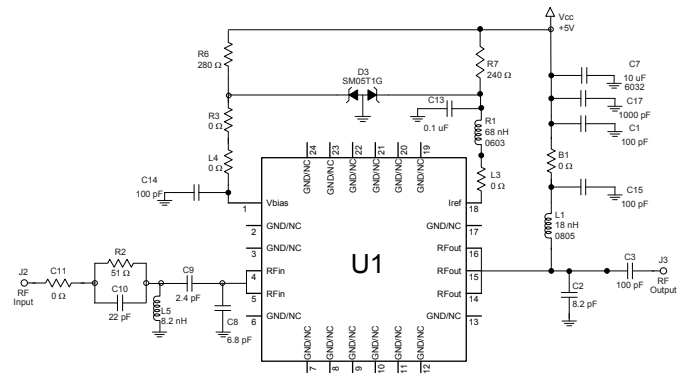 Vcc
+5V
R6
280 Ω
R7
240 Ω
D3
SM05T1G
C7
10 uF
6032
C17
1000 pF
C1
100 pF
C13
0.1 uF
R1
68 nH
0603
R3
0 Ω
L4
0 Ω
L3
0 Ω
B1
0 Ω
C14
100 pF
C15
100 pF
L1
18 nH
0805
24
23
22
21
20
19
GND/NC
GND/NC
GND/NC
GND/NC
GND/NC
GND/NC
1
Vbias
Iref
18
2
GND/NC
GND/NC
17
3
GND/NC
RFout
16
4
RFin
RFout
15
5
RFin
RFout
14
6
GND/NC
GND/NC
13
U1
GND/NC
GND/NC
GND/NC
GND/NC
GND/NC
GND/NC
7
8
9
10
11
12
J2
RF
Input
C11
0 Ω
R2
51 Ω
C10
22 pF
L5
8.2 nH
C9
2.4 pF
C8
6.8 pF
C2
8.2 pF
C3
100 pF
J3
RF
Output